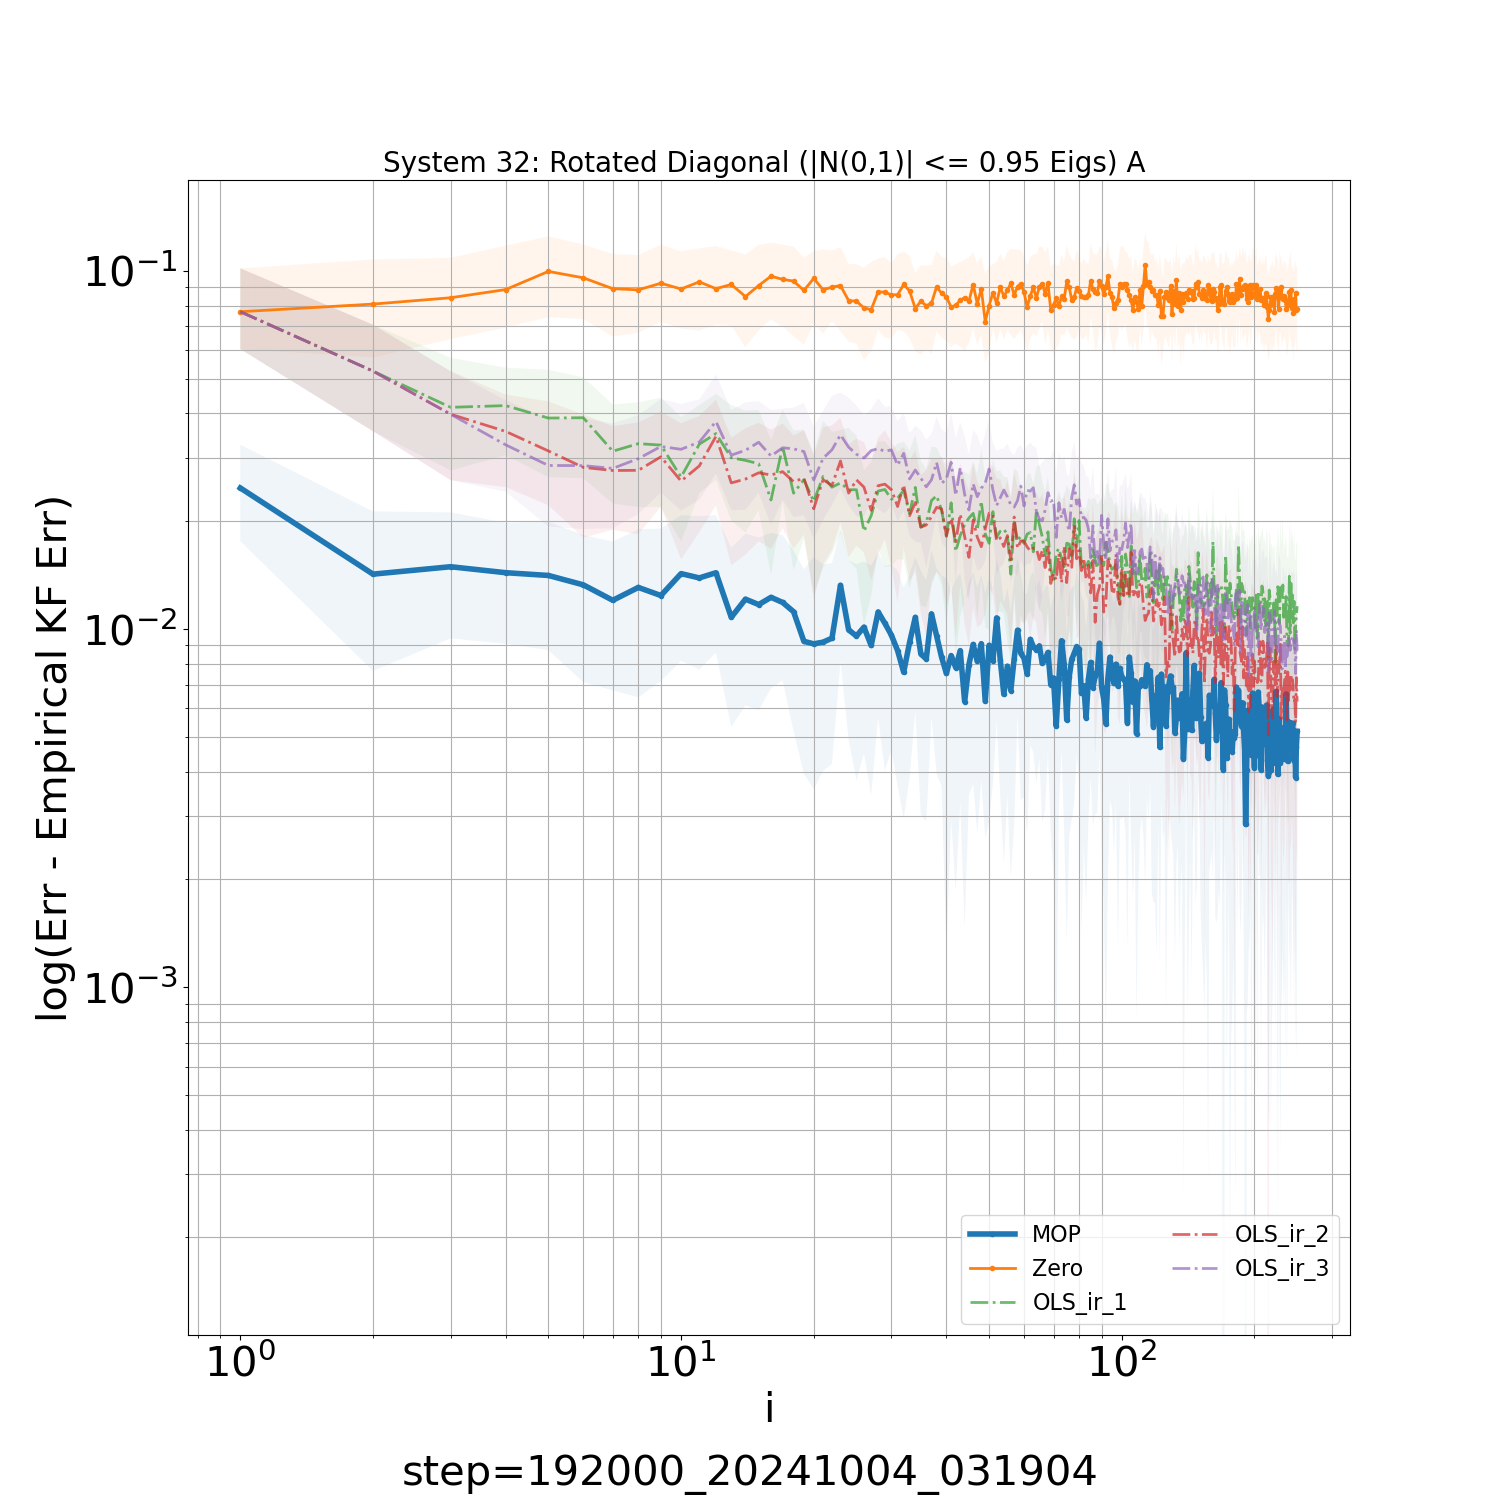 System 32: Rotated Diagonal (|N(0,1)| <= 0.95 Eigs) A
log(Err - Empirical KF Err)
10⁻¹
10⁻²
10⁻³
10⁰ 10¹ 10²
MOP
Zero
OLS_ir_1
OLS_ir_2
OLS_ir_3
i
step=192000_20241004_031904